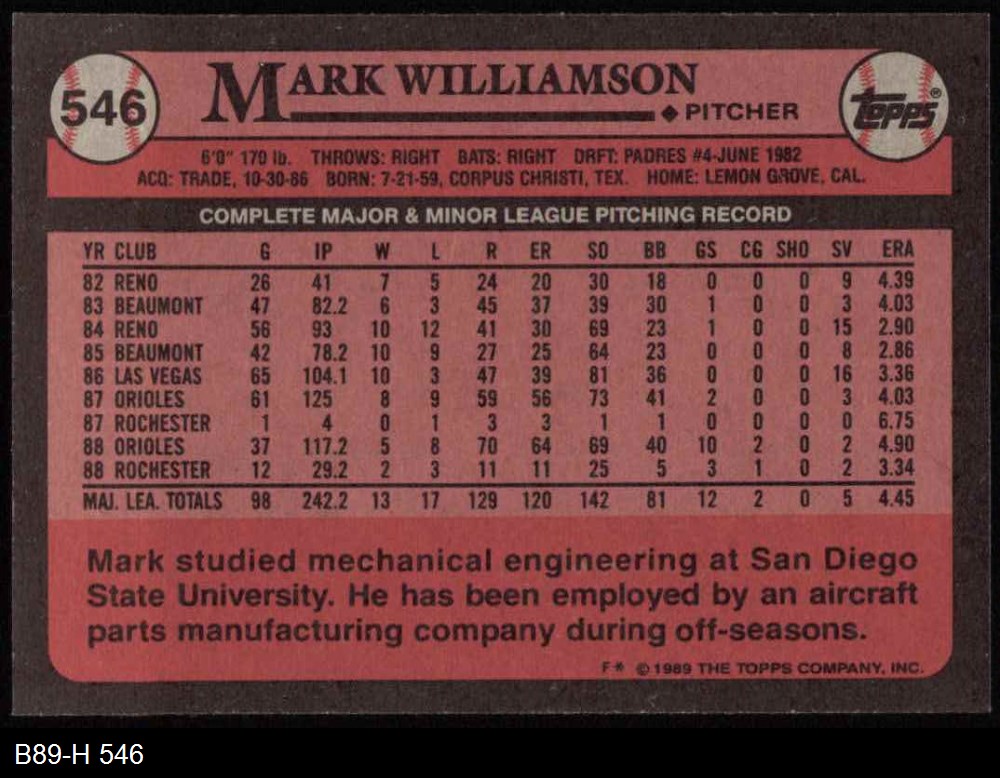 546
MARK WILLIAMSON
PITCHER
TOPPS®
6'0" 170 lb. THROWS: RIGHT BATS: RIGHT DRFT: PADRES #4-JUNE 1982
ACQ: TRADE, 10-30-86 BORN: 7-21-59, CORPUS CHRISTI, TEX. HOME: LEMON GROVE, CAL.
COMPLETE MAJOR & MINOR LEAGUE PITCHING RECORD
YR CLUB G IP W L R ER SO BB GS CG SHO SV ERA
82 RENO 26 41 7 5 24 20 30 18 0 0 0 9 4.39
83 BEAUMONT 47 82.2 6 3 45 37 39 30 1 0 0 3 4.03
84 RENO 56 93 10 12 41 30 69 23 1 0 0 15 2.90
85 BEAUMONT 42 78.2 10 9 27 25 64 23 0 0 0 8 2.86
86 LAS VEGAS 65 104.1 10 3 47 39 81 36 0 0 0 16 3.36
87 ORIOLES 61 125 8 9 59 56 73 41 2 0 0 3 4.03
87 ROCHESTER 1 4 0 1 3 3 1 1 0 0 0 0 6.75
88 ORIOLES 37 117.2 5 8 70 64 69 40 10 2 0 2 4.90
88 ROCHESTER 12 29.2 2 3 11 11 25 5 3 1 0 2 3.34
MAJ. LEA. TOTALS 98 242.2 13 17 129 120 142 81 12 2 0 5 4.45
Mark studied mechanical engineering at San Diego
State University. He has been employed by an aircraft
parts manufacturing company during off-seasons.
F* © 1989 THE TOPPS COMPANY, INC.
B89-H 546